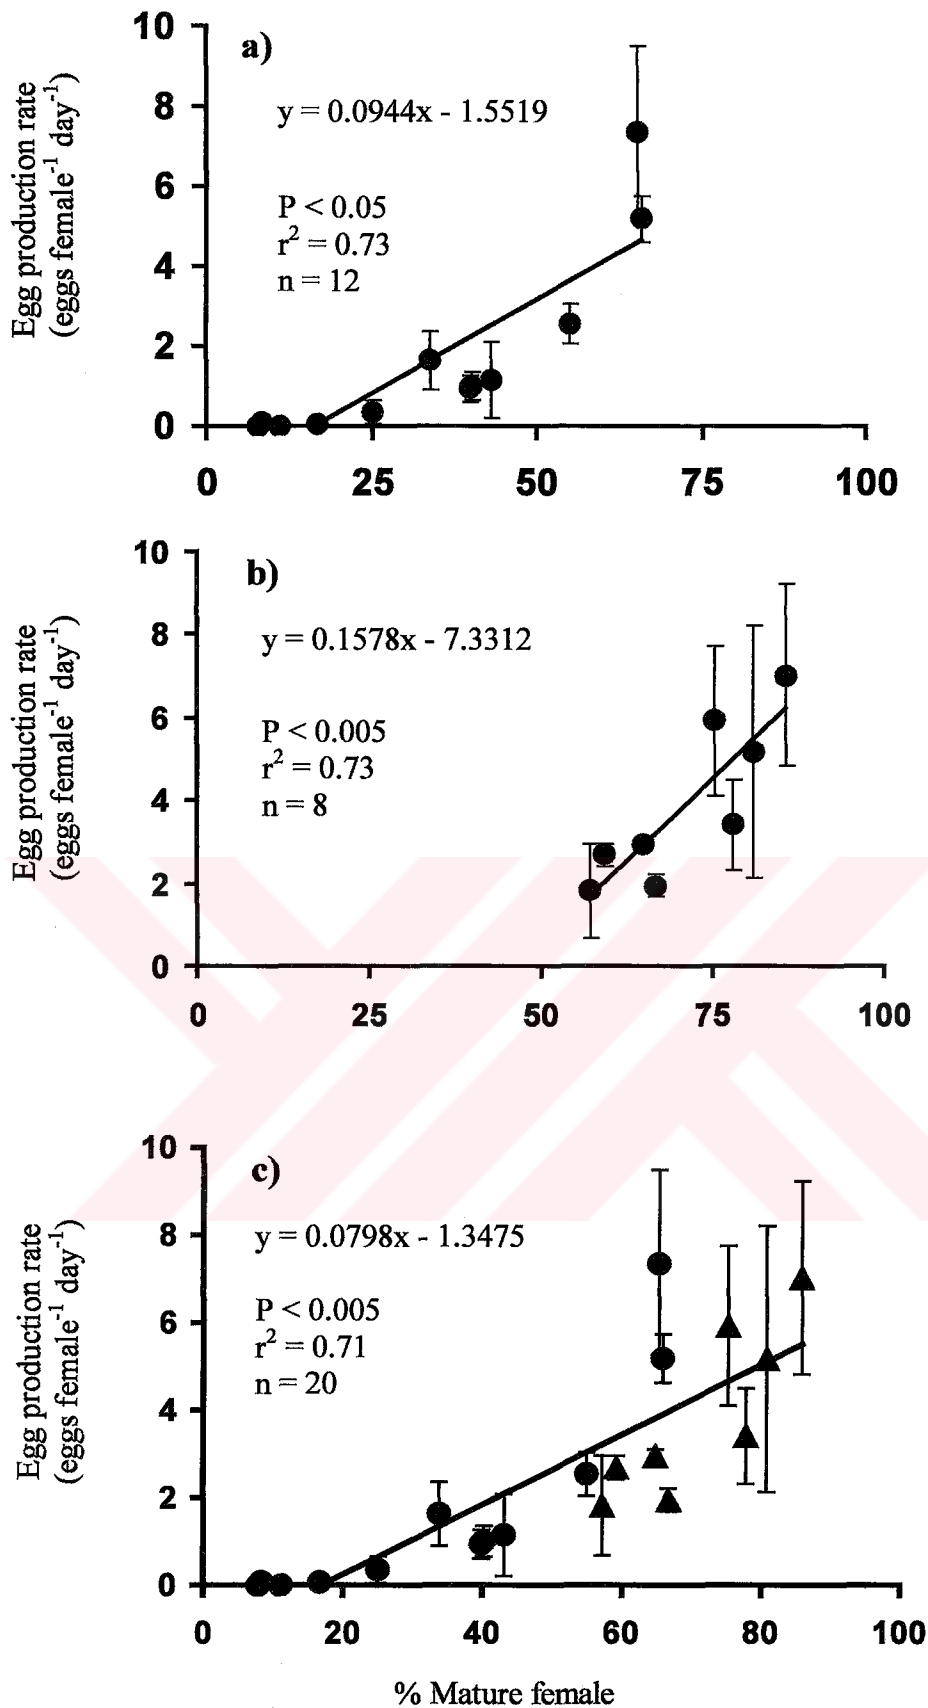 a)
10
8
6
4
2
0
Egg production rate
(eggs female⁻¹ day⁻¹)
y = 0.0944x - 1.5519
P < 0.05
r² = 0.73
n = 12
0 25 50 75 100
b)
10
8
6
4
2
0
Egg production rate
(eggs female⁻¹ day⁻¹)
y = 0.1578x - 7.3312
P < 0.005
r² = 0.73
n = 8
0 25 50 75 100
c)
10
8
6
4
2
0
Egg production rate
(eggs female⁻¹ day⁻¹)
y = 0.0798x - 1.3475
P < 0.005
r² = 0.71
n = 20
0 20 40 60 80 100
% Mature female